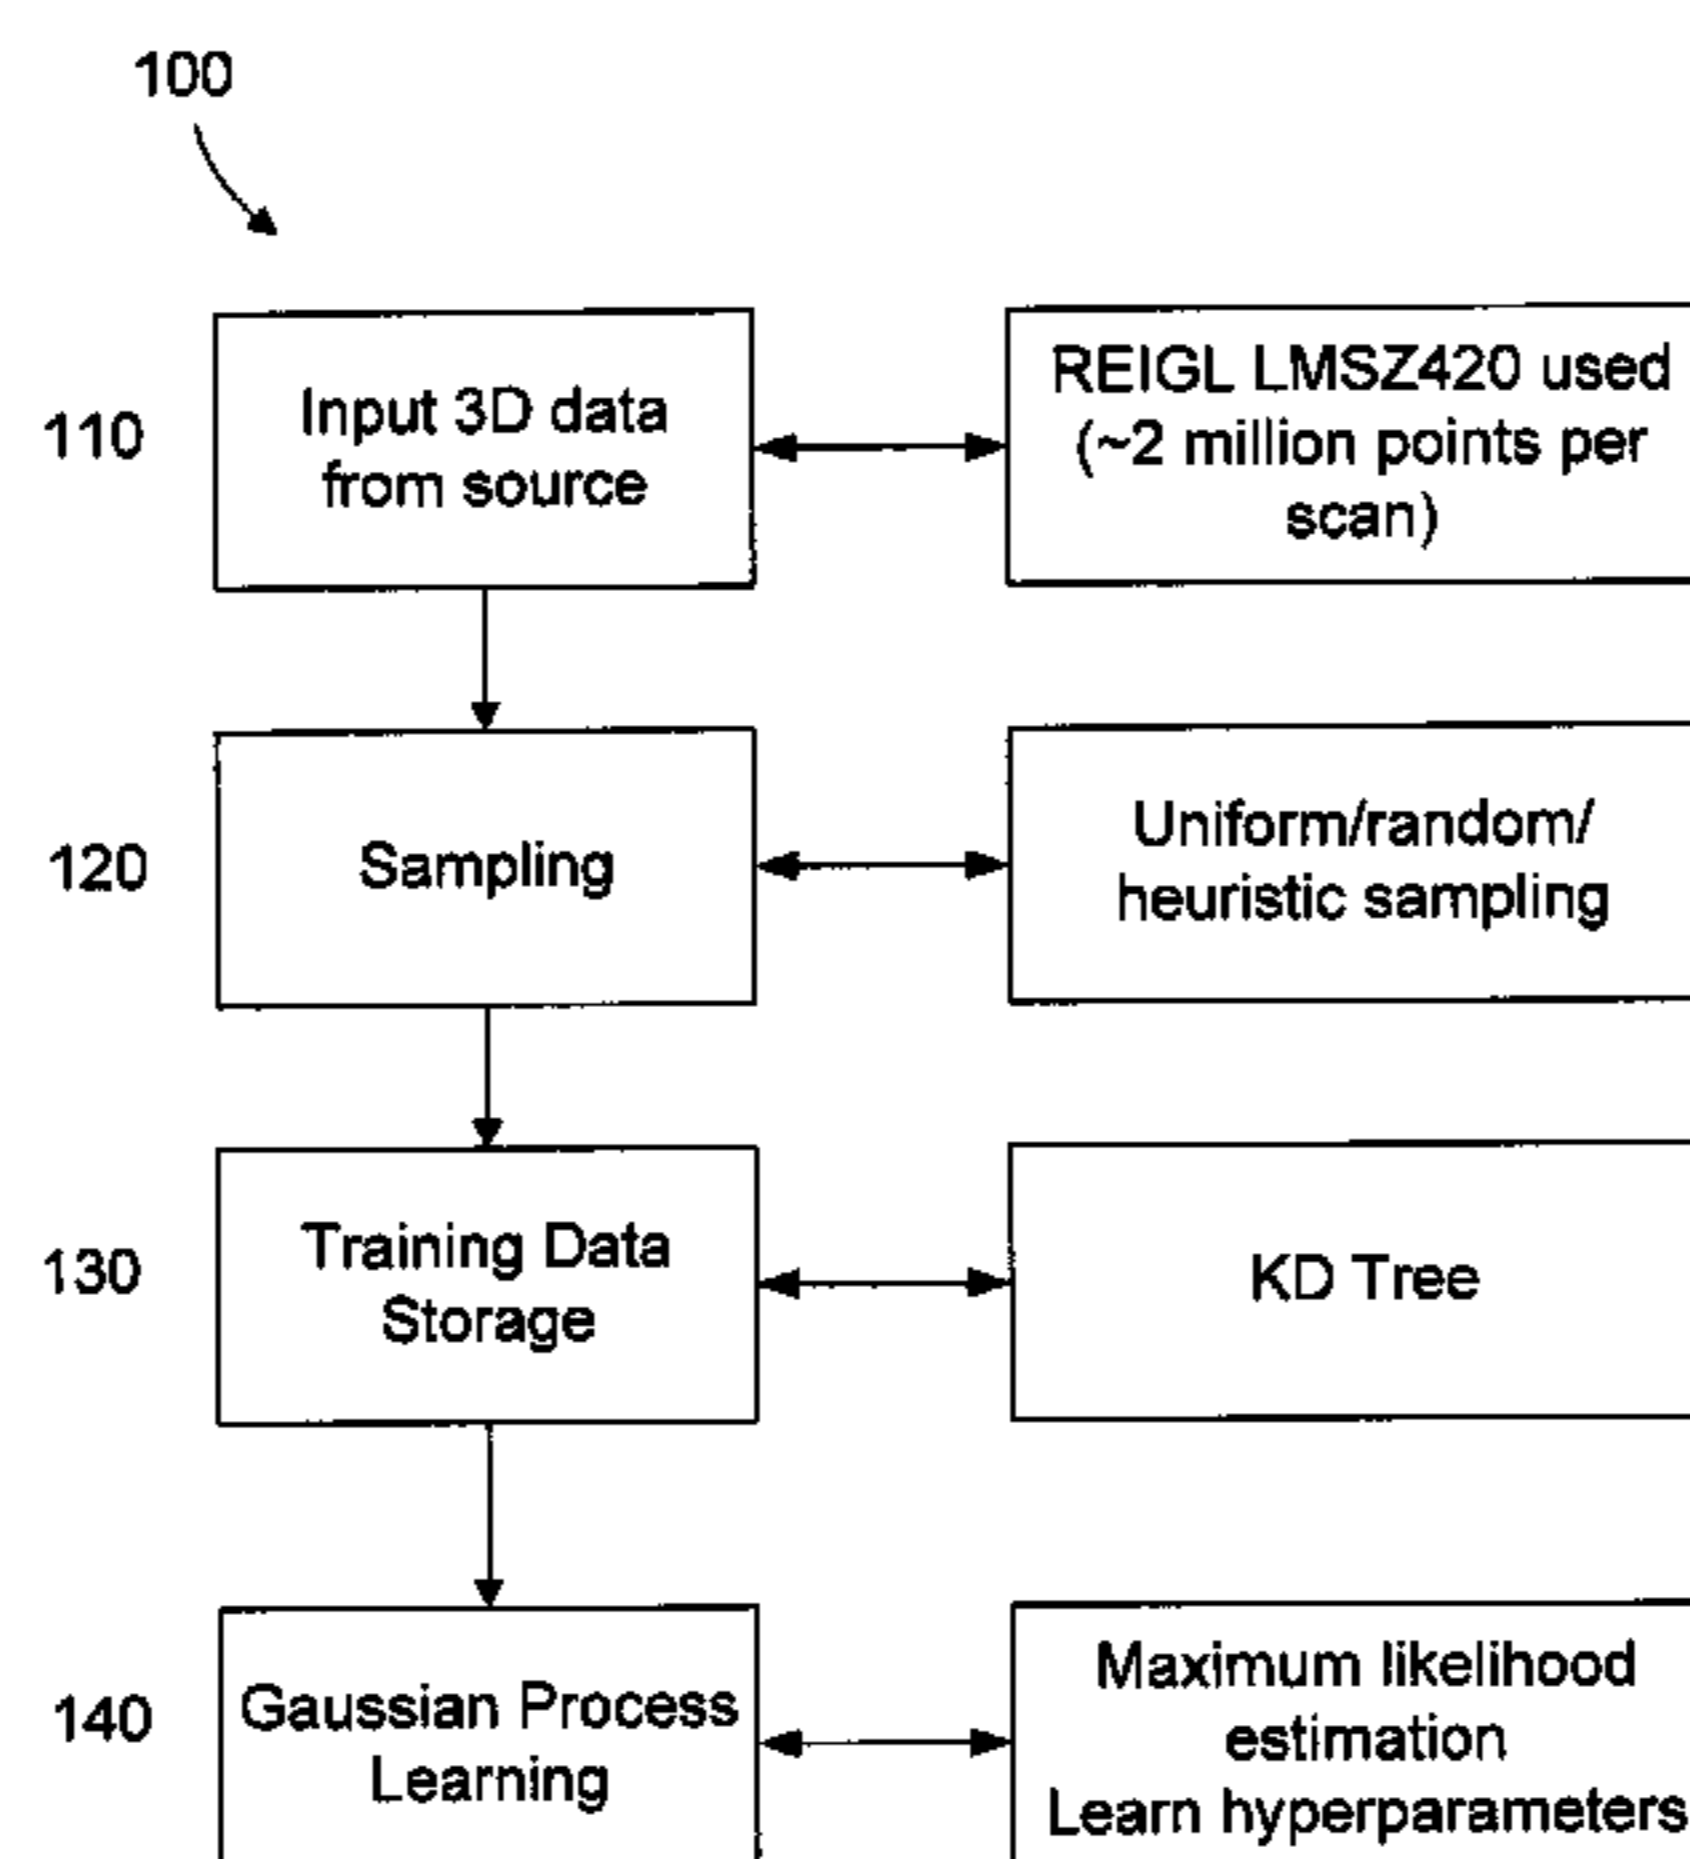 100
110
Input 3D data
from source
REIGL LMSZ420 used
(~2 million points per
scan)
120
Sampling
Uniform/random/
heuristic sampling
130
Training Data
Storage
KD Tree
140
Gaussian Process
Learning
Maximum likelihood
estimation
Learn hyperparameters